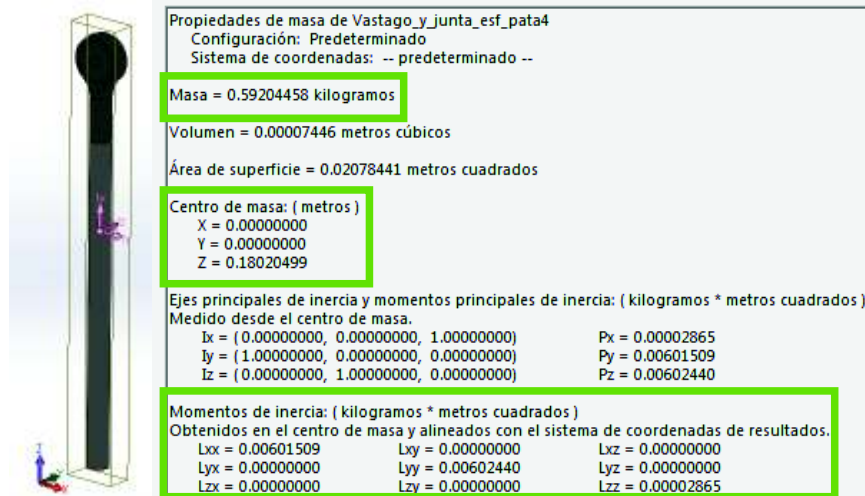 Propiedades de masa de Vastago_y_junta_esf_pata4
Configuración: Predeterminado
Sistema de coordenadas: -- predeterminado --
Masa = 0.59204458 kilogramos
Volumen = 0.00007446 metros cúbicos
Área de superficie = 0.02078441 metros cuadrados
Centro de masa: ( metros )
X = 0.00000000
Y = 0.00000000
Z = 0.18020499
Ejes principales de inercia y momentos principales de inercia: ( kilogramos * metros cuadrados )
Medido desde el centro de masa.
Ix = ( 0.00000000, 0.00000000, 1.00000000) Px = 0.00002865
Iy = ( 1.00000000, 0.00000000, 0.00000000) Py = 0.00601509
Iz = ( 0.00000000, 1.00000000, 0.00000000) Pz = 0.00602440
Momentos de inercia: ( kilogramos * metros cuadrados )
Obtenidos en el centro de masa y alineados con el sistema de coordenadas de resultados.
Lxx = 0.00601509 Lxy = 0.00000000 Lxz = 0.00000000
Lyx = 0.00000000 Lyy = 0.00602440 Lyz = 0.00000000
Lzx = 0.00000000 Lzy = 0.00000000 Lzz = 0.00002865